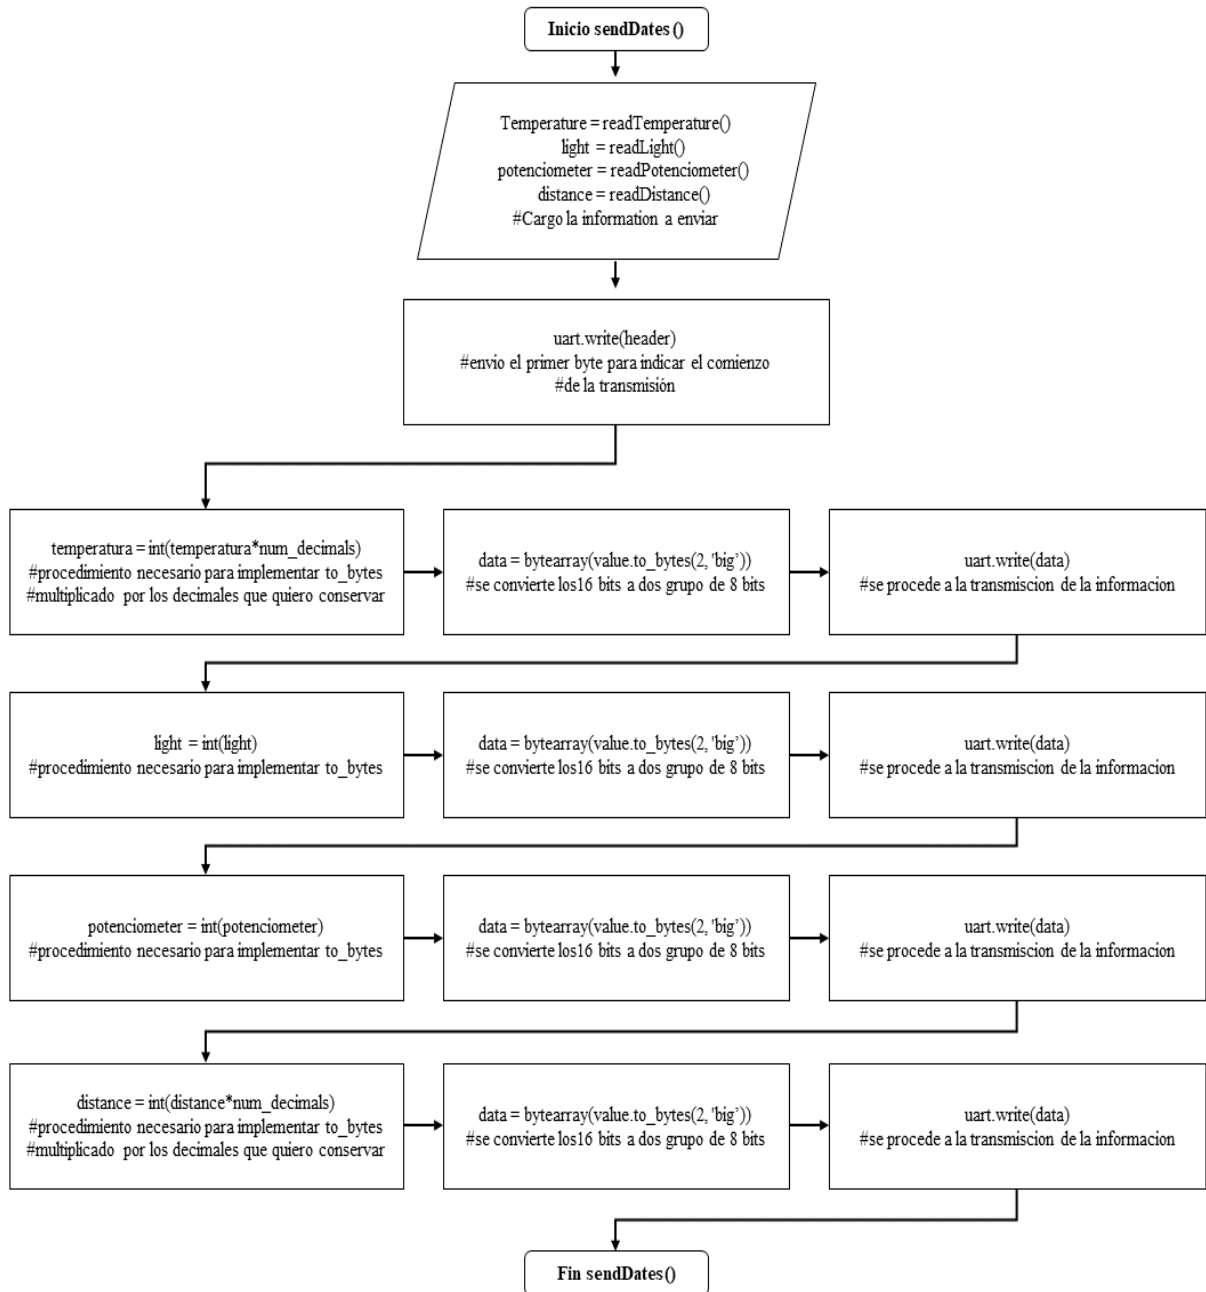 Inicio sendDates()
Temperature = readTemperature()
light = readLight()
potenciometer = readPotenciometer()
distance = readDistance()
#Cargo la information a enviar
uart.write(header)
#envio el primer byte para indicar el comienzo
#de la transmisión
temperatura = int(temperatura*num_decimals)
#procedimiento necesario para implementar to_bytes
#multiplicado por los decimales que quiero conservar
data = bytearray(value.to_bytes(2, 'big'))
#se convierte los16 bits a dos grupo de 8 bits
uart.write(data)
#se procede a la transmiscion de la informacion
light = int(light)
#procedimiento necesario para implementar to_bytes
data = bytearray(value.to_bytes(2, 'big'))
#se convierte los16 bits a dos grupo de 8 bits
uart.write(data)
#se procede a la transmiscion de la informacion
potenciometer = int(potenciometer)
#procedimiento necesario para implementar to_bytes
data = bytearray(value.to_bytes(2, 'big'))
#se convierte los16 bits a dos grupo de 8 bits
uart.write(data)
#se procede a la transmiscion de la informacion
distance = int(distance*num_decimals)
#procedimiento necesario para implementar to_bytes
#multiplicado por los decimales que quiero conservar
data = bytearray(value.to_bytes(2, 'big'))
#se convierte los16 bits a dos grupo de 8 bits
uart.write(data)
#se procede a la transmiscion de la informacion
Fin sendDates()